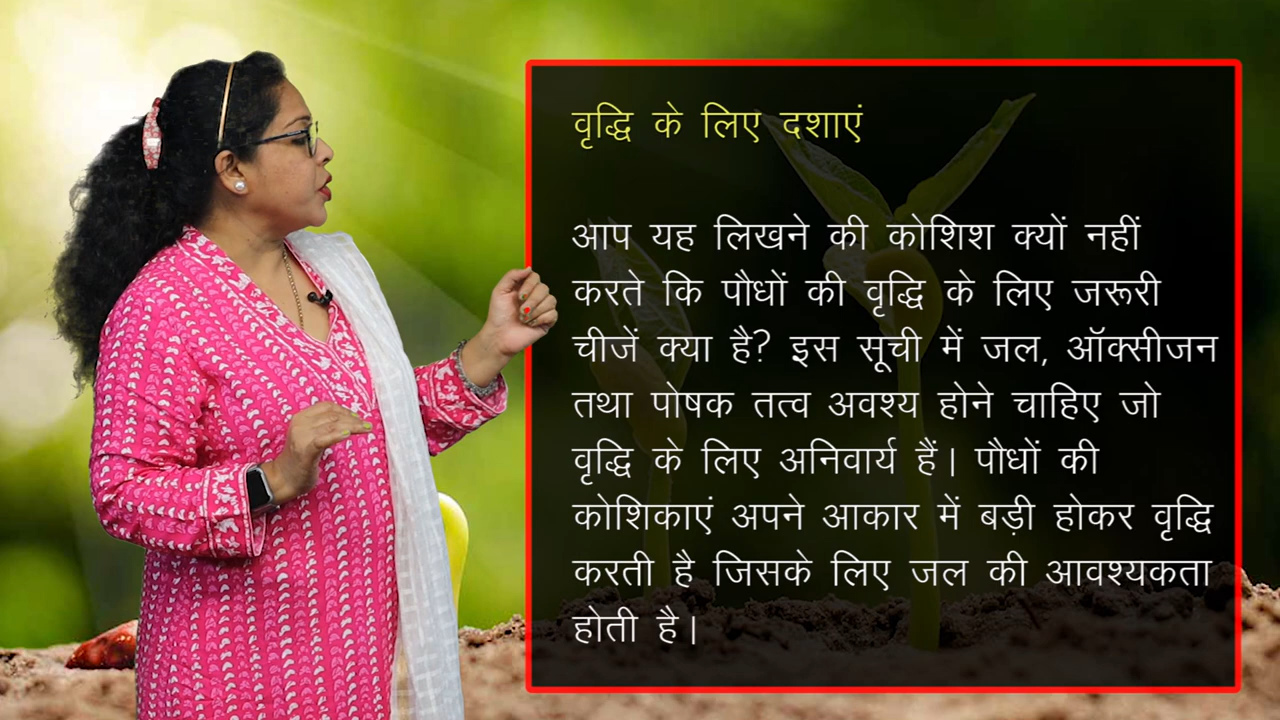 वृद्धि के लिए दशाएं
आप यह लिखने की कोशिश क्यों नहीं
करते कि पौधों की वृद्धि के लिए जरूरी
चीजें क्या है? इस सूची में जल, ऑक्सीजन
तथा पोषक तत्व अवश्य होने चाहिए जो
वृद्धि के लिए अनिवार्य हैं। पौधों की
कोशिकाएं अपने आकार में बड़ी होकर वृद्धि
करती है जिसके लिए जल की आवश्यकता
होती है।